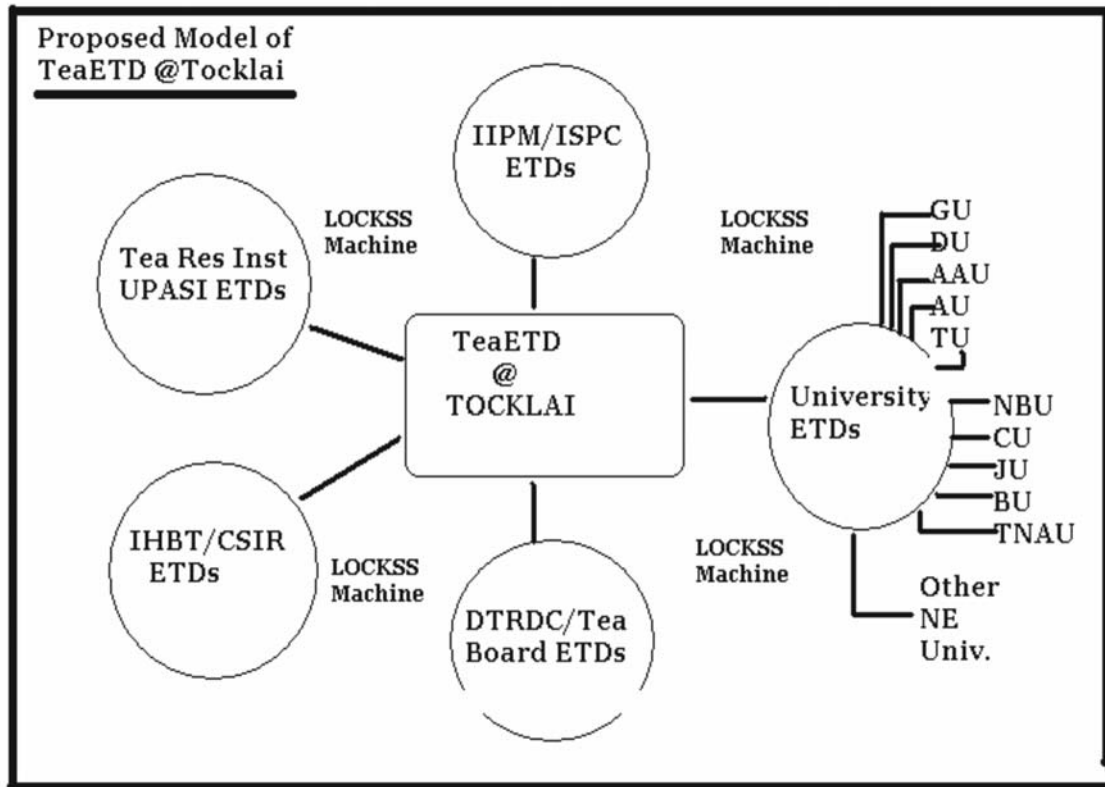 Proposed Model of
TeaETD @Tocklai
IIPM/ISPC
ETDs
LOCKSS
Machine
LOCKSS
Machine
Tea Res Inst
UPASI ETDs
GU
DU
AAU
AU
TU
TeaETD
@
TOCKLAI
University
ETDs
NBU
CU
JU
BU
TNAU
IHBT/CSIR
ETDs
LOCKSS
Machine
LOCKSS
Machine
DTRDC/Tea
Board ETDs
Other
NE
Univ.